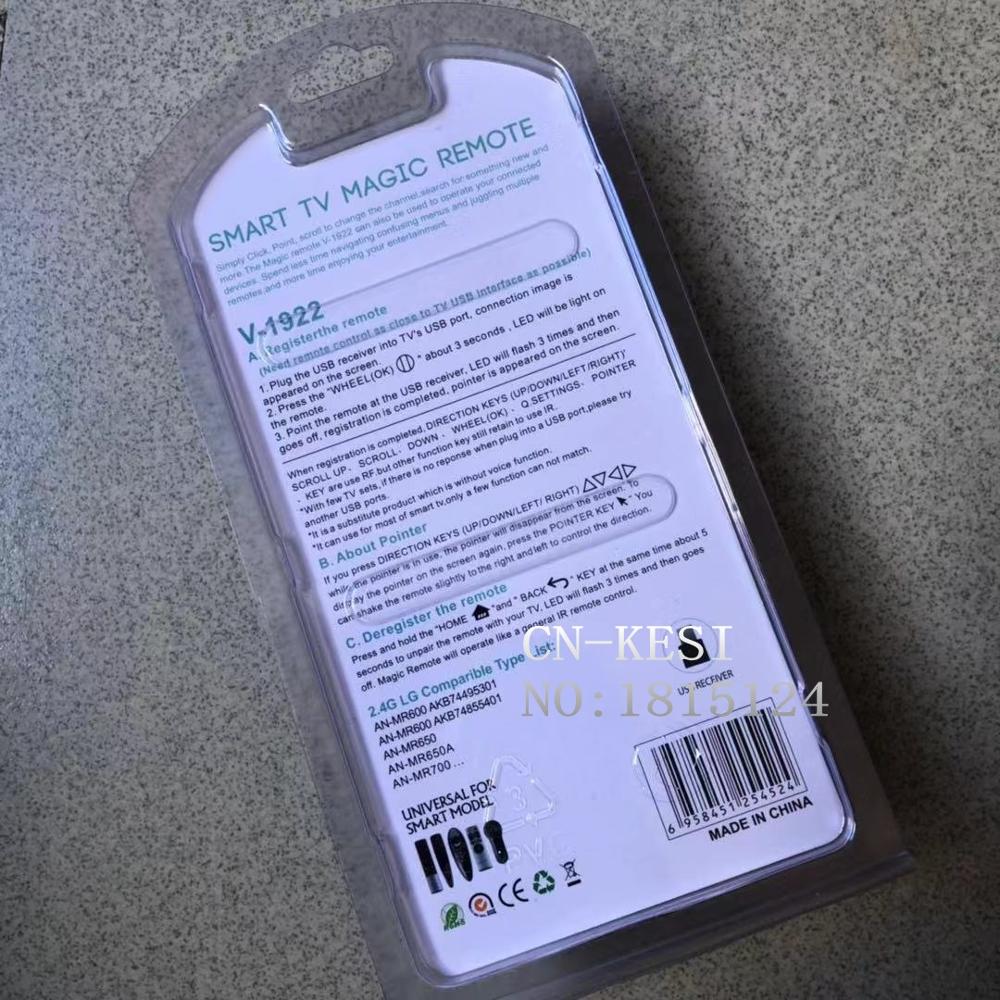 SMART TV MAGIC REMOTE
Simply Click, Point, scroll to change the channel,search for something new and
more.The Magic remote V-1922 can also be used to operate your connected
devices. Spend less time navigating confusing menus and juggling multiple
remotes,and more time enjoying your entertainment.
V-1922
A. Registerthe remote
(Need remote control as close to TV USB Interface as possible)
1. Plug the USB receiver into TV's USB port, connection image is
appeared on the screen.
2. Press the "WHEEL(OK) " about 3 seconds , LED will be light on
the remote.
3. Point the remote at the USB receiver, LED will flash 3 times and then
goes off, registration is completed, pointer is appeared on the screen.
When registration is completed, DIRECTION KEYS (UP/DOWN/LEFT/RIGHT)'
SCROLL UP、 SCROLL、 DOWN 、 WHEEL(OK)、 Q.SETTINGS、 POINTER
、 KEY are use RF.but other function key still retain to use IR.
*With few TV sets, if there is no reponse when plug into a USB port,please try
another USB ports.
*It is a substitute product which is without voice function.
*It can use for most of smart tv,only a few function can not match.
B. About Pointer
If you press DIRECTION KEYS (UP/DOWN/LEFT/ RIGHT) △▽◁▷
while the pointer is in use, the pointer will disappear from the screen. To
display the pointer on the screen again, press the POINTER KEY " You
can shake the remote slightly to the right and left to control the direction.
C. Deregister the remote
Press and hold the "HOME "and " BACK " KEY at the same time about 5
seconds to unpair the remote with your TV, LED will flash 3 times and then goes
off. Magic Remote will operate like a general IR remote control.
2.4G LG Comparible Type List:
AN-MR600 AKB74495301
AN-MR600 AKB74855401
AN-MR650
AN-MR650A
AN-MR700...
CN-KESI
NO:1815124
RECEIVER
UNIVERSAL FOR
SMART MODEL
3
PV
6 958451 254524
MADE IN CHINA
ROHS
CE